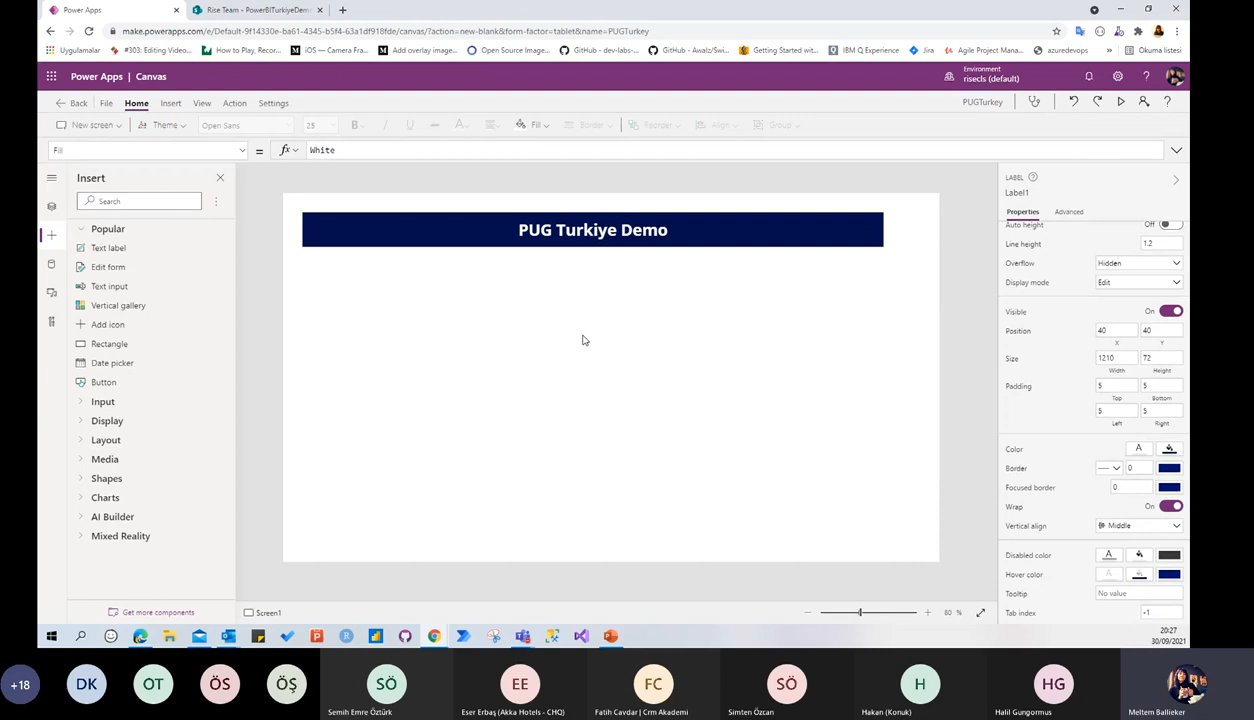 Power Apps
Rise Team - PowerBITurkiyeDem
make.powerapps.com/e/Default-9f14330e-ba61-4345-b5f4-63a1df918fde/canvas/?action=new-blank&form-factor=tablet&name=PUGTurkey
Uygulamalar
#303: Editing Video...
How to Play, Recor...
iOS — Camera Fra...
Add overlay image...
Open Source Imag...
GitHub - dev-labs-...
GitHub - Awalz/Swi...
Getting Started wi...
IBM Q Experience
Jira
Agile Project Mana...
azuredevops
»
Okuma listesi
Power Apps | Canvas
Environment
risecls (default)
Back File Home Insert View Action Settings
PUGTurkey
New screen Theme Open Sans 25 B I U Fill Border Reorder Align Group
Fill = fx White
Insert
Search
Popular
Text label
Edit form
Text input
Vertical gallery
Add icon
Rectangle
Date picker
Button
Input
Display
Layout
Media
Shapes
Charts
AI Builder
Mixed Reality
Get more components
PUG Turkiye Demo
Screen1
80 %
LABEL
Label1
Properties Advanced
Auto height Off
Line height 1.2
Overflow Hidden
Display mode Edit
Visible On
Position 40 40
X Y
Size 1210 72
Width Height
Padding 5 5
Top Bottom
5 5
Left Right
Color A
Border 0
Focused border 0
Wrap On
Vertical align Middle
Disabled color A
Hover color A
Tooltip No value
Tab index -1
20:27
30/09/2021
+18
DK
OT
ÖS
ÖŞ
SÖ
Semih Emre Öztürk
EE
Eser Erbaş (Akka Hotels - CHQ)
FC
Fatih Cavdar | Crm Akademi
SÖ
Simten Özcan
H
Hakan (Konuk)
HG
Halil Gungormus
Meltem Ballieker